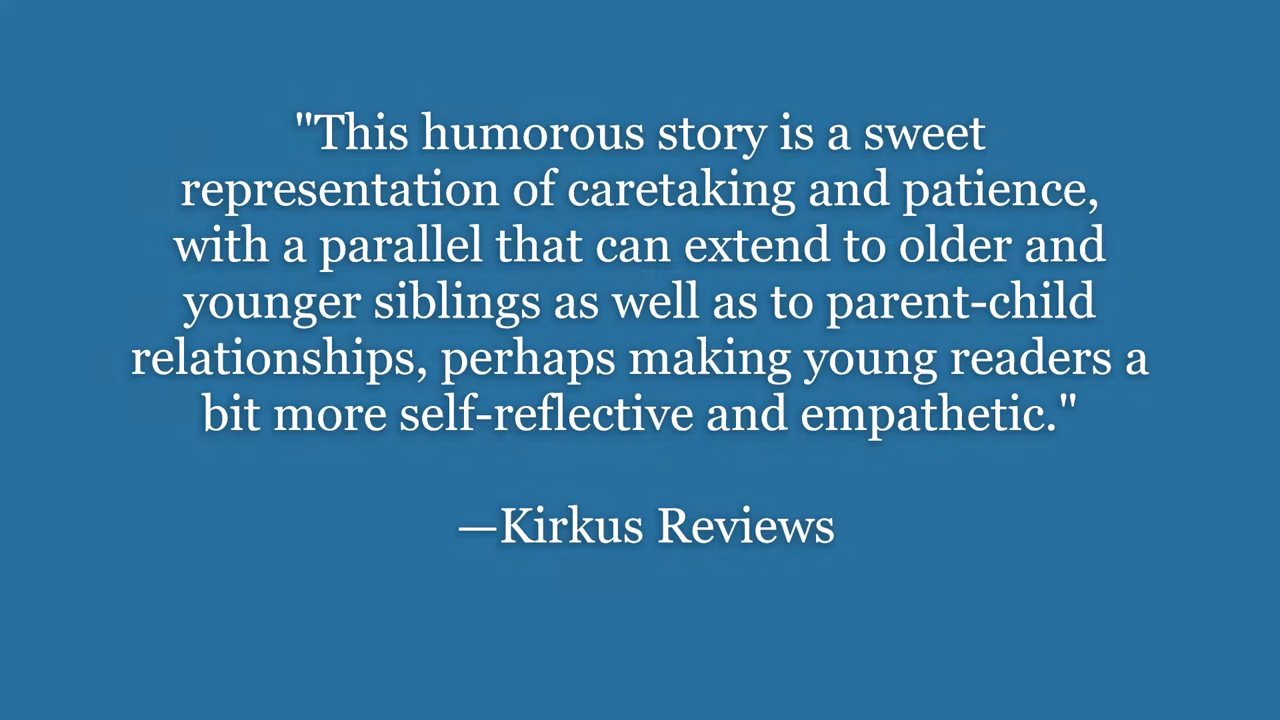 "This humorous story is a sweet
representation of caretaking and patience,
with a parallel that can extend to older and
younger siblings as well as to parent-child
relationships, perhaps making young readers a
bit more self-reflective and empathetic."
—Kirkus Reviews